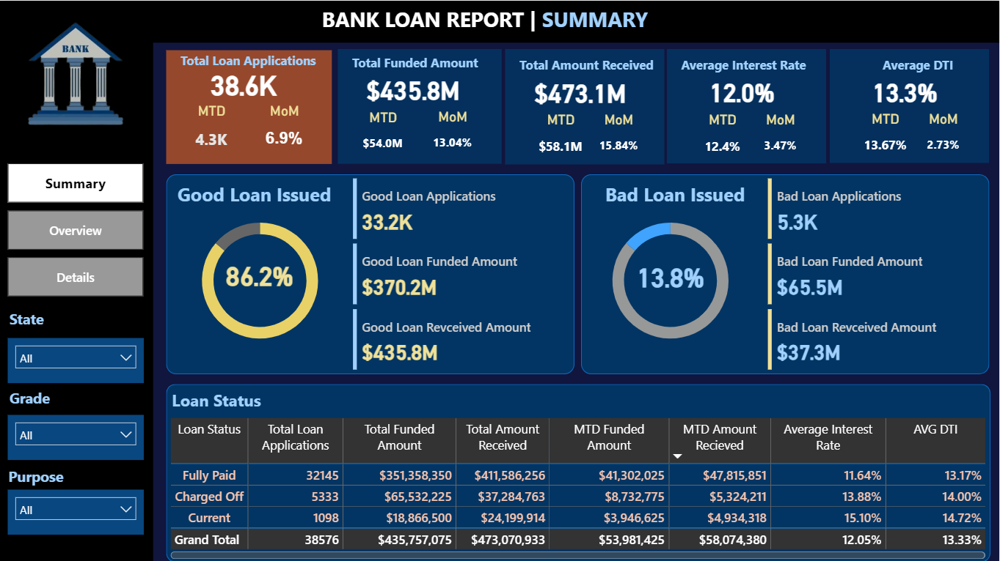 BANK LOAN REPORT | SUMMARY
BANK
Summary
Overview
Details
State
All
Grade
All
Purpose
All
Total Loan Applications
38.6K
MTD MoM
4.3K 6.9%
Total Funded Amount
$435.8M
MTD MoM
$54.0M 13.04%
Total Amount Received
$473.1M
MTD MoM
$58.1M 15.84%
Average Interest Rate
12.0%
MTD MoM
12.4% 3.47%
Average DTI
13.3%
MTD MoM
13.67% 2.73%
Good Loan Issued
86.2%
Good Loan Applications
33.2K
Good Loan Funded Amount
$370.2M
Good Loan Revceived Amount
$435.8M
Bad Loan Issued
13.8%
Bad Loan Applications
5.3K
Bad Loan Funded Amount
$65.5M
Bad Loan Revceived Amount
$37.3M
Loan Status
Loan Status Total Loan Total Funded Total Amount MTD Funded MTD Amount Average Interest AVG DTI
Applications Amount Received Amount Recieved Rate
Fully Paid 32145 $351,358,350 $411,586,256 $41,302,025 $47,815,851 11.64% 13.17%
Charged Off 5333 $65,532,225 $37,284,763 $8,732,775 $5,324,211 13.88% 14.00%
Current 1098 $18,866,500 $24,199,914 $3,946,625 $4,934,318 15.10% 14.72%
Grand Total 38576 $435,757,075 $473,070,933 $53,981,425 $58,074,380 12.05% 13.33%